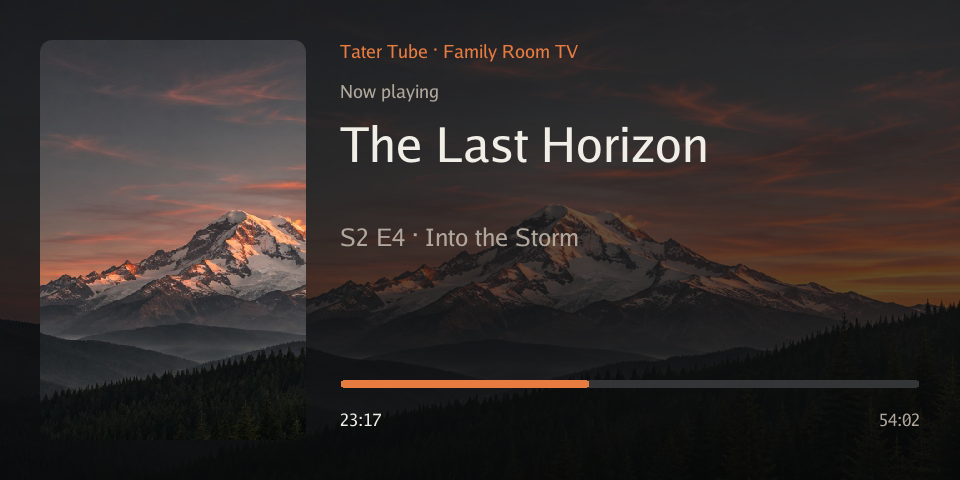 Tater Tube · Family Room TV
Now playing
The Last Horizon
S2 E4 · Into the Storm
23:17
54:02